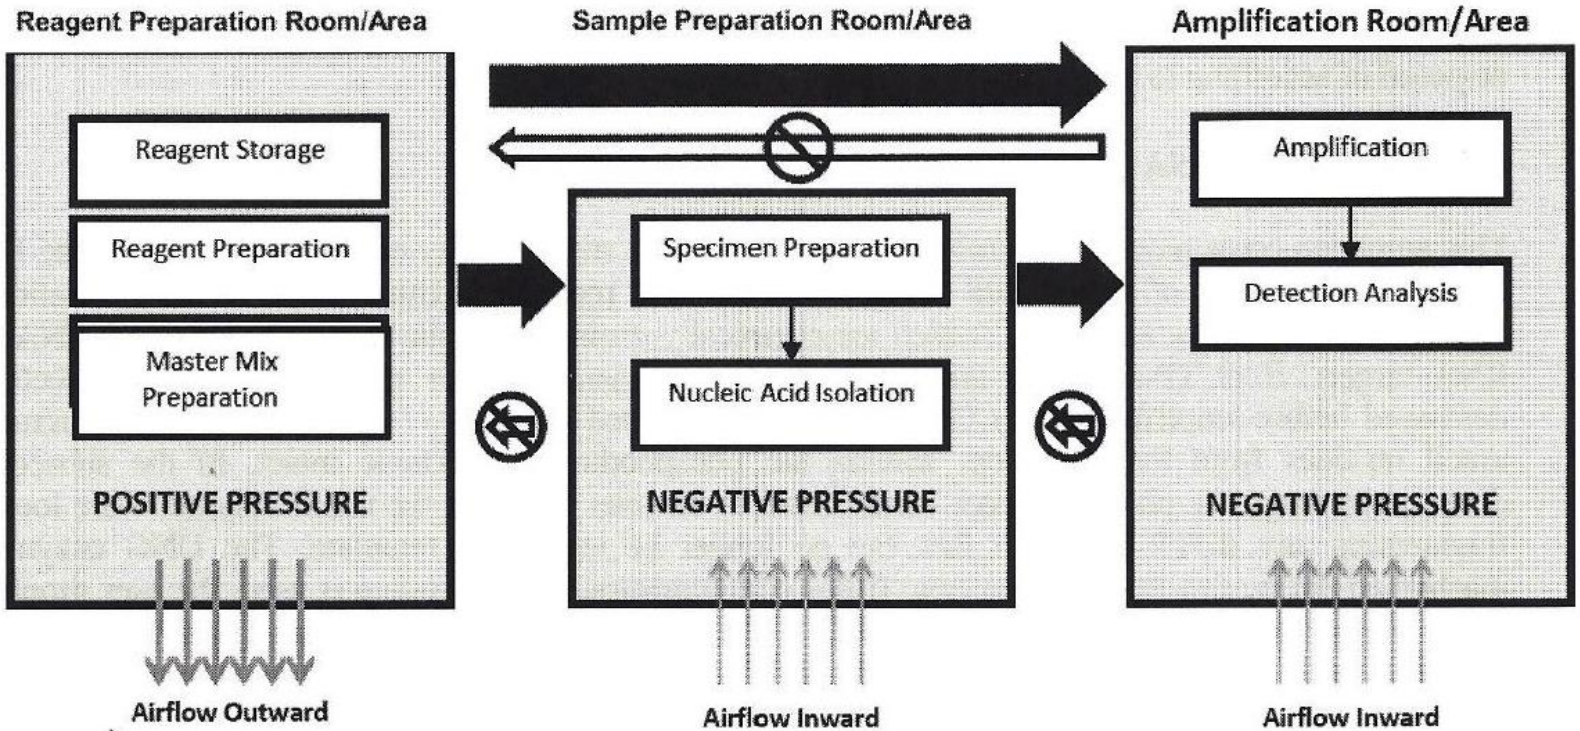 Reagent Preparation Room/Area
Sample Preparation Room/Area
Amplification Room/Area
Reagent Storage
Reagent Preparation
Master Mix
Preparation
POSITIVE PRESSURE
Airflow Outward
Specimen Preparation
Nucleic Acid Isolation
NEGATIVE PRESSURE
Airflow Inward
Amplification
Detection Analysis
NEGATIVE PRESSURE
Airflow Inward